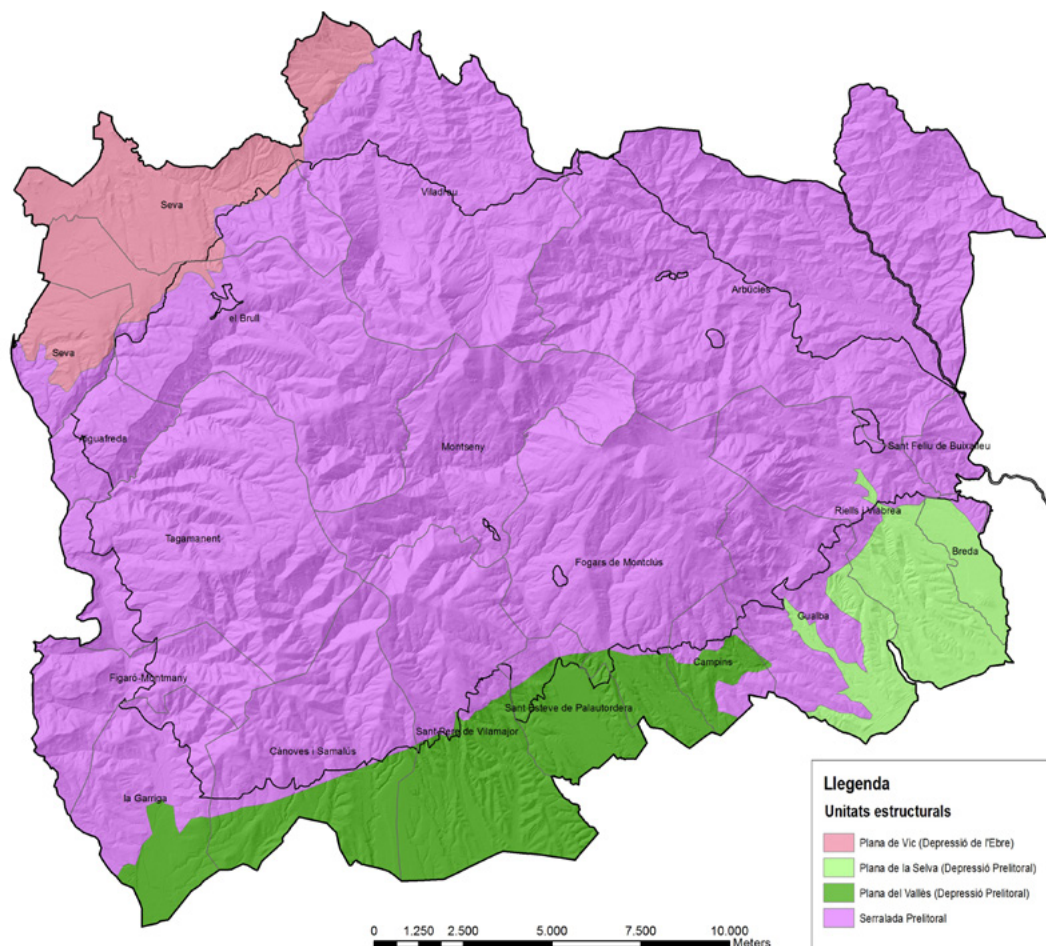 Seva
Viladrau
Arbúcies
el Brull
Seva
Aiguafreda
Montseny
Sant Feliu de Buixalleu
Riells i Viabrea
Tagamanent
Fogars de Montclús
Breda
Gualba
Campins
Figaró-Montmany
Sant Esteve de Palautordera
Sant Pere de Vilamajor
Cànoves i Samalús
la Garriga
Llegenda
Unitats estructurals
Plana de Vic (Depressió de l'Ebre)
Plana de la Selva (Depressió Prelitoral)
Plana del Vallès (Depressió Prelitoral)
Serralada Prelitoral
0 1.250 2.500 5.000 7.500 10.000
Meters